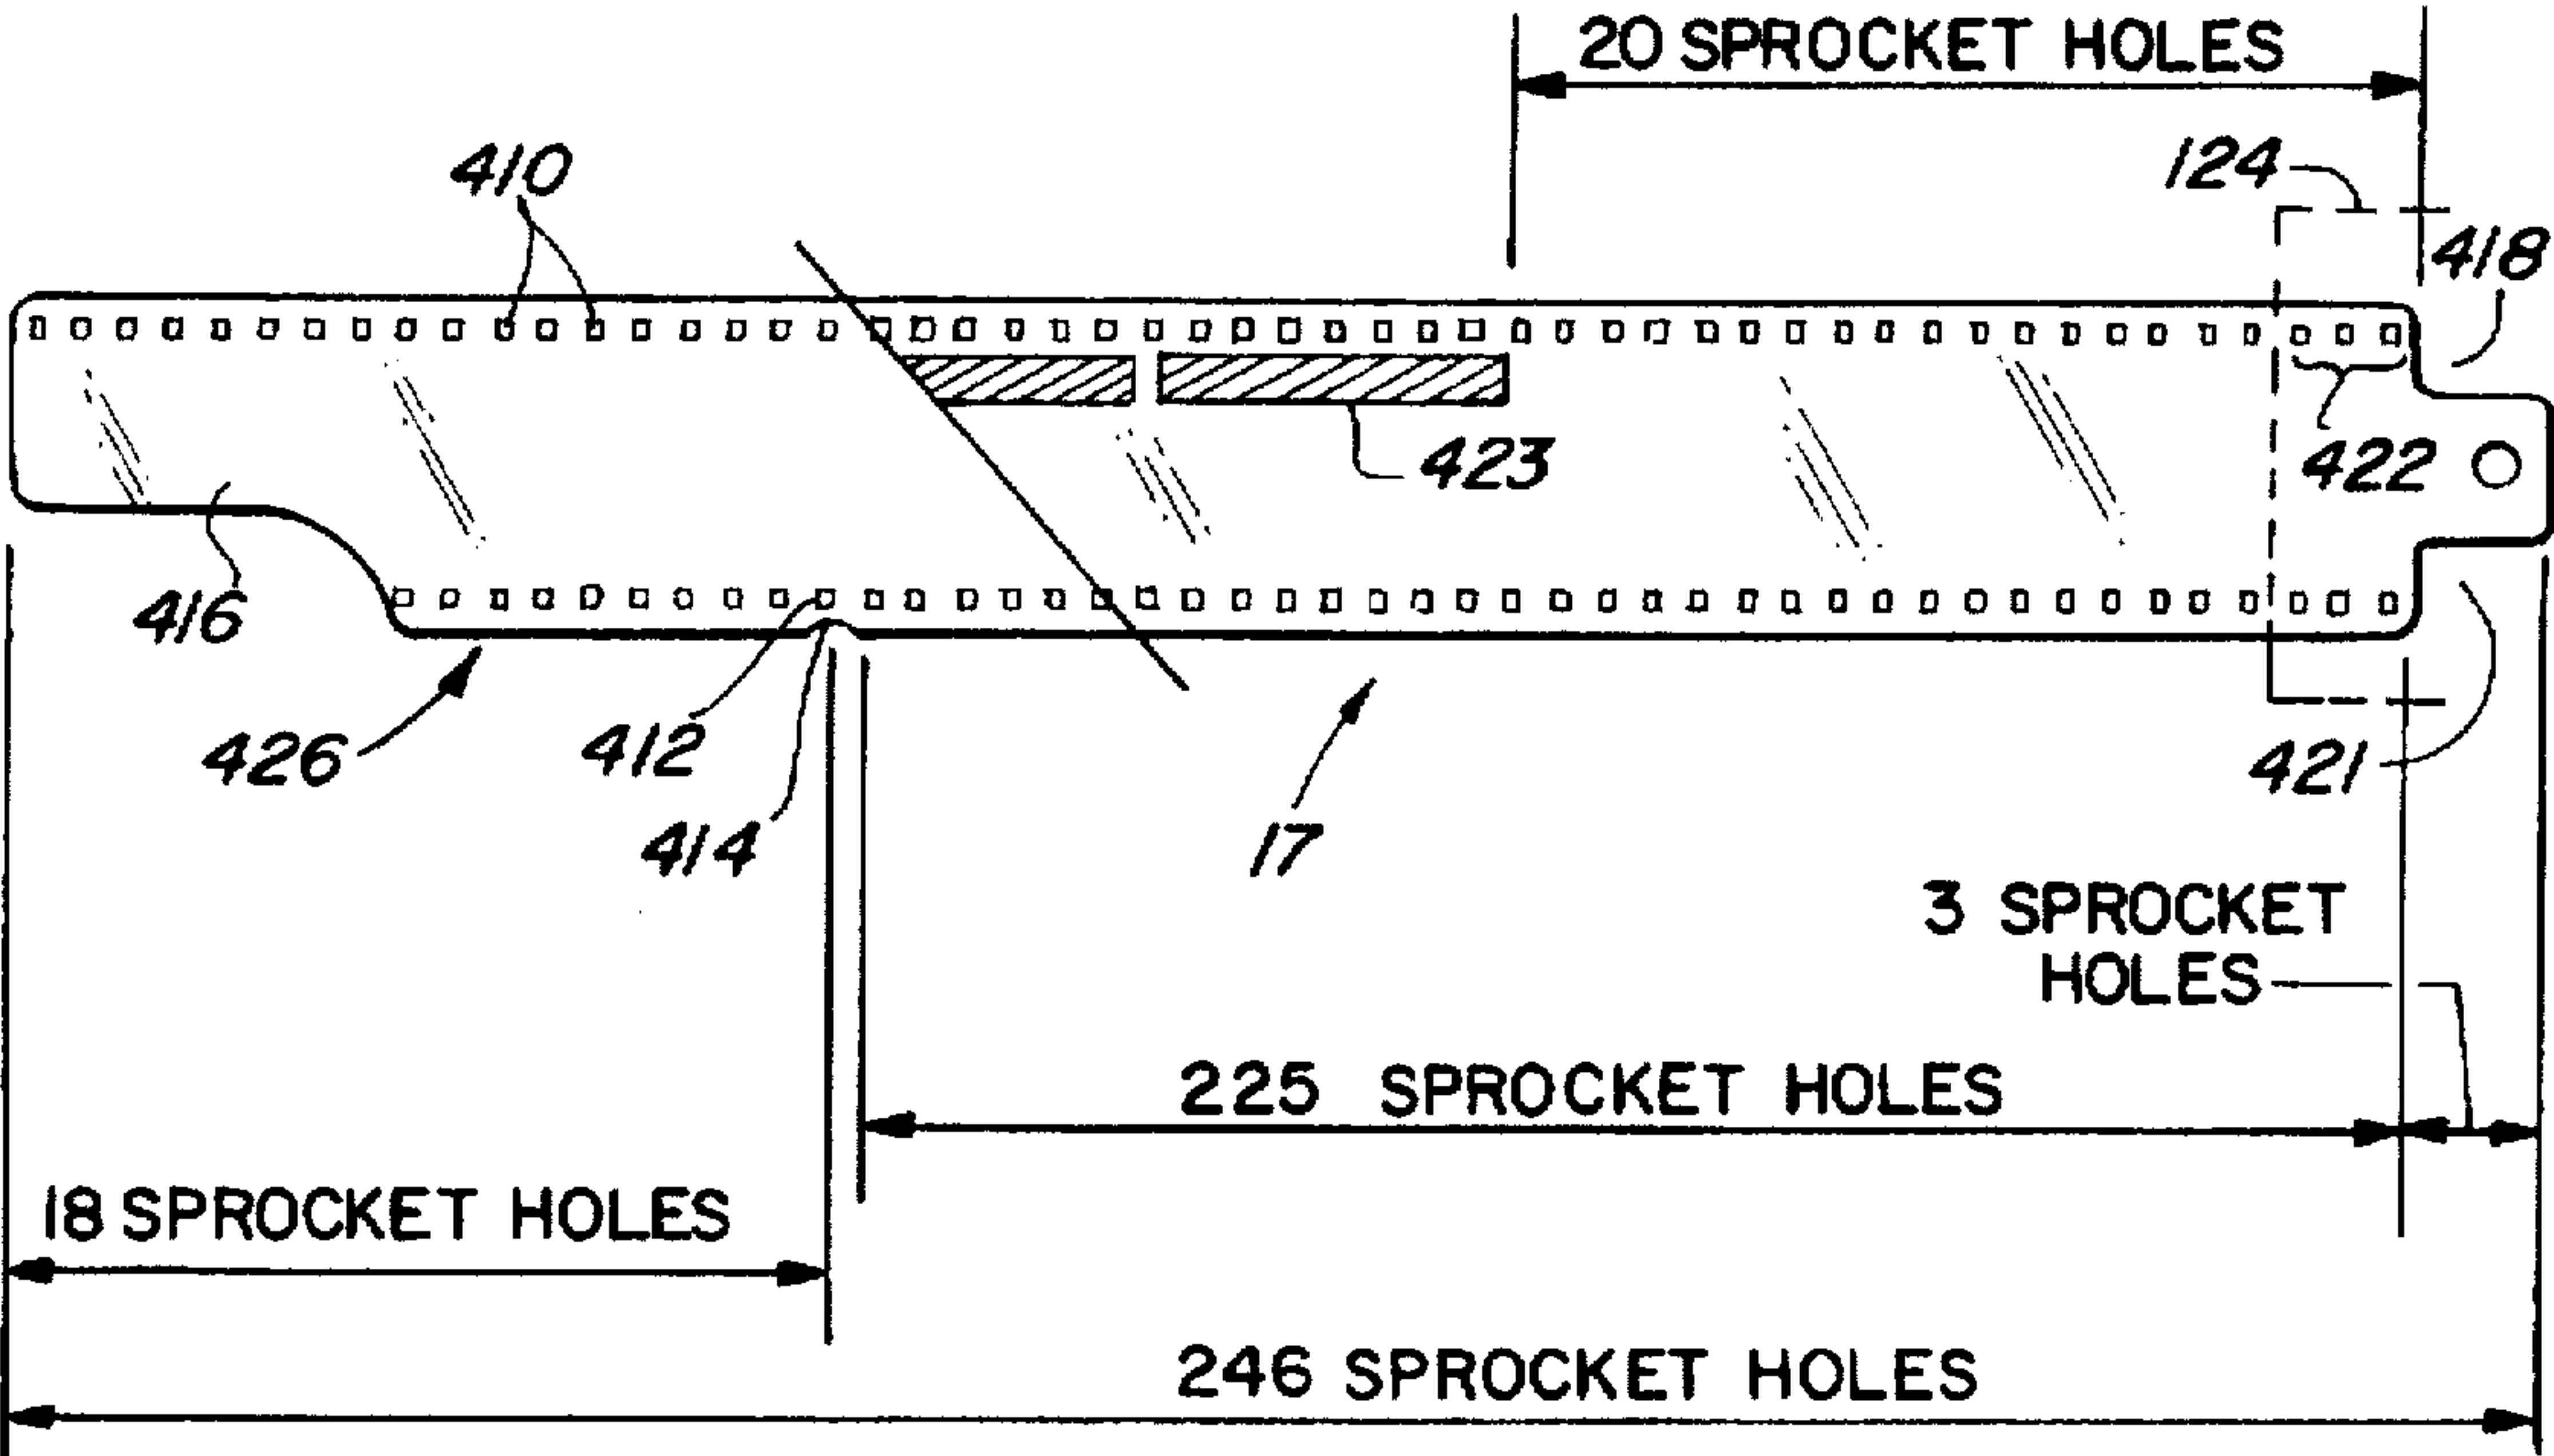 20 SPROCKET HOLES
410
124
418
423
422
416
426
412
414
17
421
3 SPROCKET
HOLES
225 SPROCKET HOLES
18 SPROCKET HOLES
246 SPROCKET HOLES